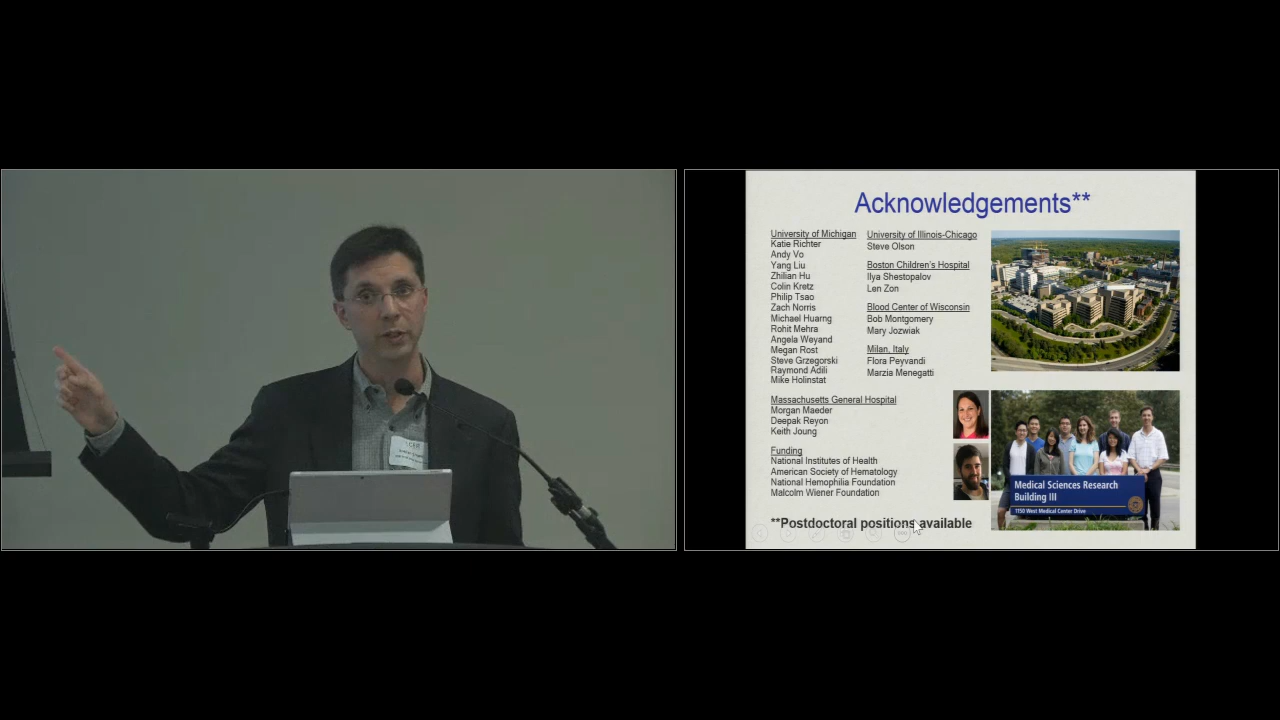 Acknowledgements**
University of Michigan
Katie Richter
Andy Vo
Yang Liu
Zhilian Hu
Colin Kretz
Philip Tsao
Zach Norris
Michael Huarng
Rohit Mehra
Angela Weyand
Megan Rost
Steve Grzegorski
Raymond Adili
Mike Holinstat
University of Illinois-Chicago
Steve Olson
Boston Children's Hospital
Ilya Shestopalov
Len Zon
Blood Center of Wisconsin
Bob Montgomery
Mary Jozwiak
Milan, Italy
Flora Peyvandi
Marzia Menegatti
Massachusetts General Hospital
Morgan Maeder
Deepak Reyon
Keith Joung
Funding
National Institutes of Health
American Society of Hematology
National Hemophilia Foundation
Malcolm Wiener Foundation
**Postdoctoral positions available
Medical Sciences Research
Building III
1150 West Medical Center Drive